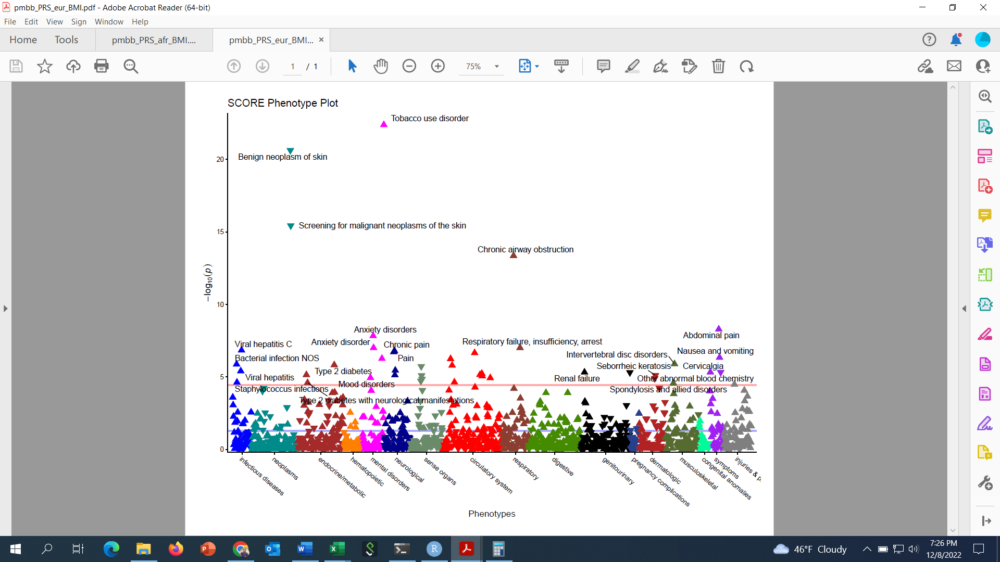 pmbb_PRS_eur_BMI.pdf - Adobe Acrobat Reader (64-bit)
File Edit View Sign Window Help
Home Tools pmbb_PRS_afr_BMI.... pmbb_PRS_eur_BMI... ×
1 / 1 75%
SCORE Phenotype Plot
Tobacco use disorder
20
Benign neoplasm of skin
15
Screening for malignant neoplasms of the skin
Chronic airway obstruction
−log10(p)
10
Anxiety disorders
Abdominal pain
Viral hepatitis C
Anxiety disorder
Chronic pain
Respiratory failure, insufficiency, arrest
Nausea and vomiting
Bacterial infection NOS
Pain
Intervertebral disc disorders
Seborrheic keratosis
Cervicalgia
Type 2 diabetes
5
Viral hepatitis
Renal failure
Other abnormal blood chemistry
Mood disorders
Staphylococcus infections
Spondylosis and allied disorders
Type 2 diabetes with neurological manifestations
0
infectious diseases
neoplasms
endocrine/metabolic
hematopoietic
mental disorders
neurological
sense organs
circulatory system
respiratory
digestive
genitourinary
pregnancy complications
dermatologic
musculoskeletal
congenital anomalies
symptoms
injuries &
Phenotypes
46°F Cloudy
7:26 PM
12/8/2022